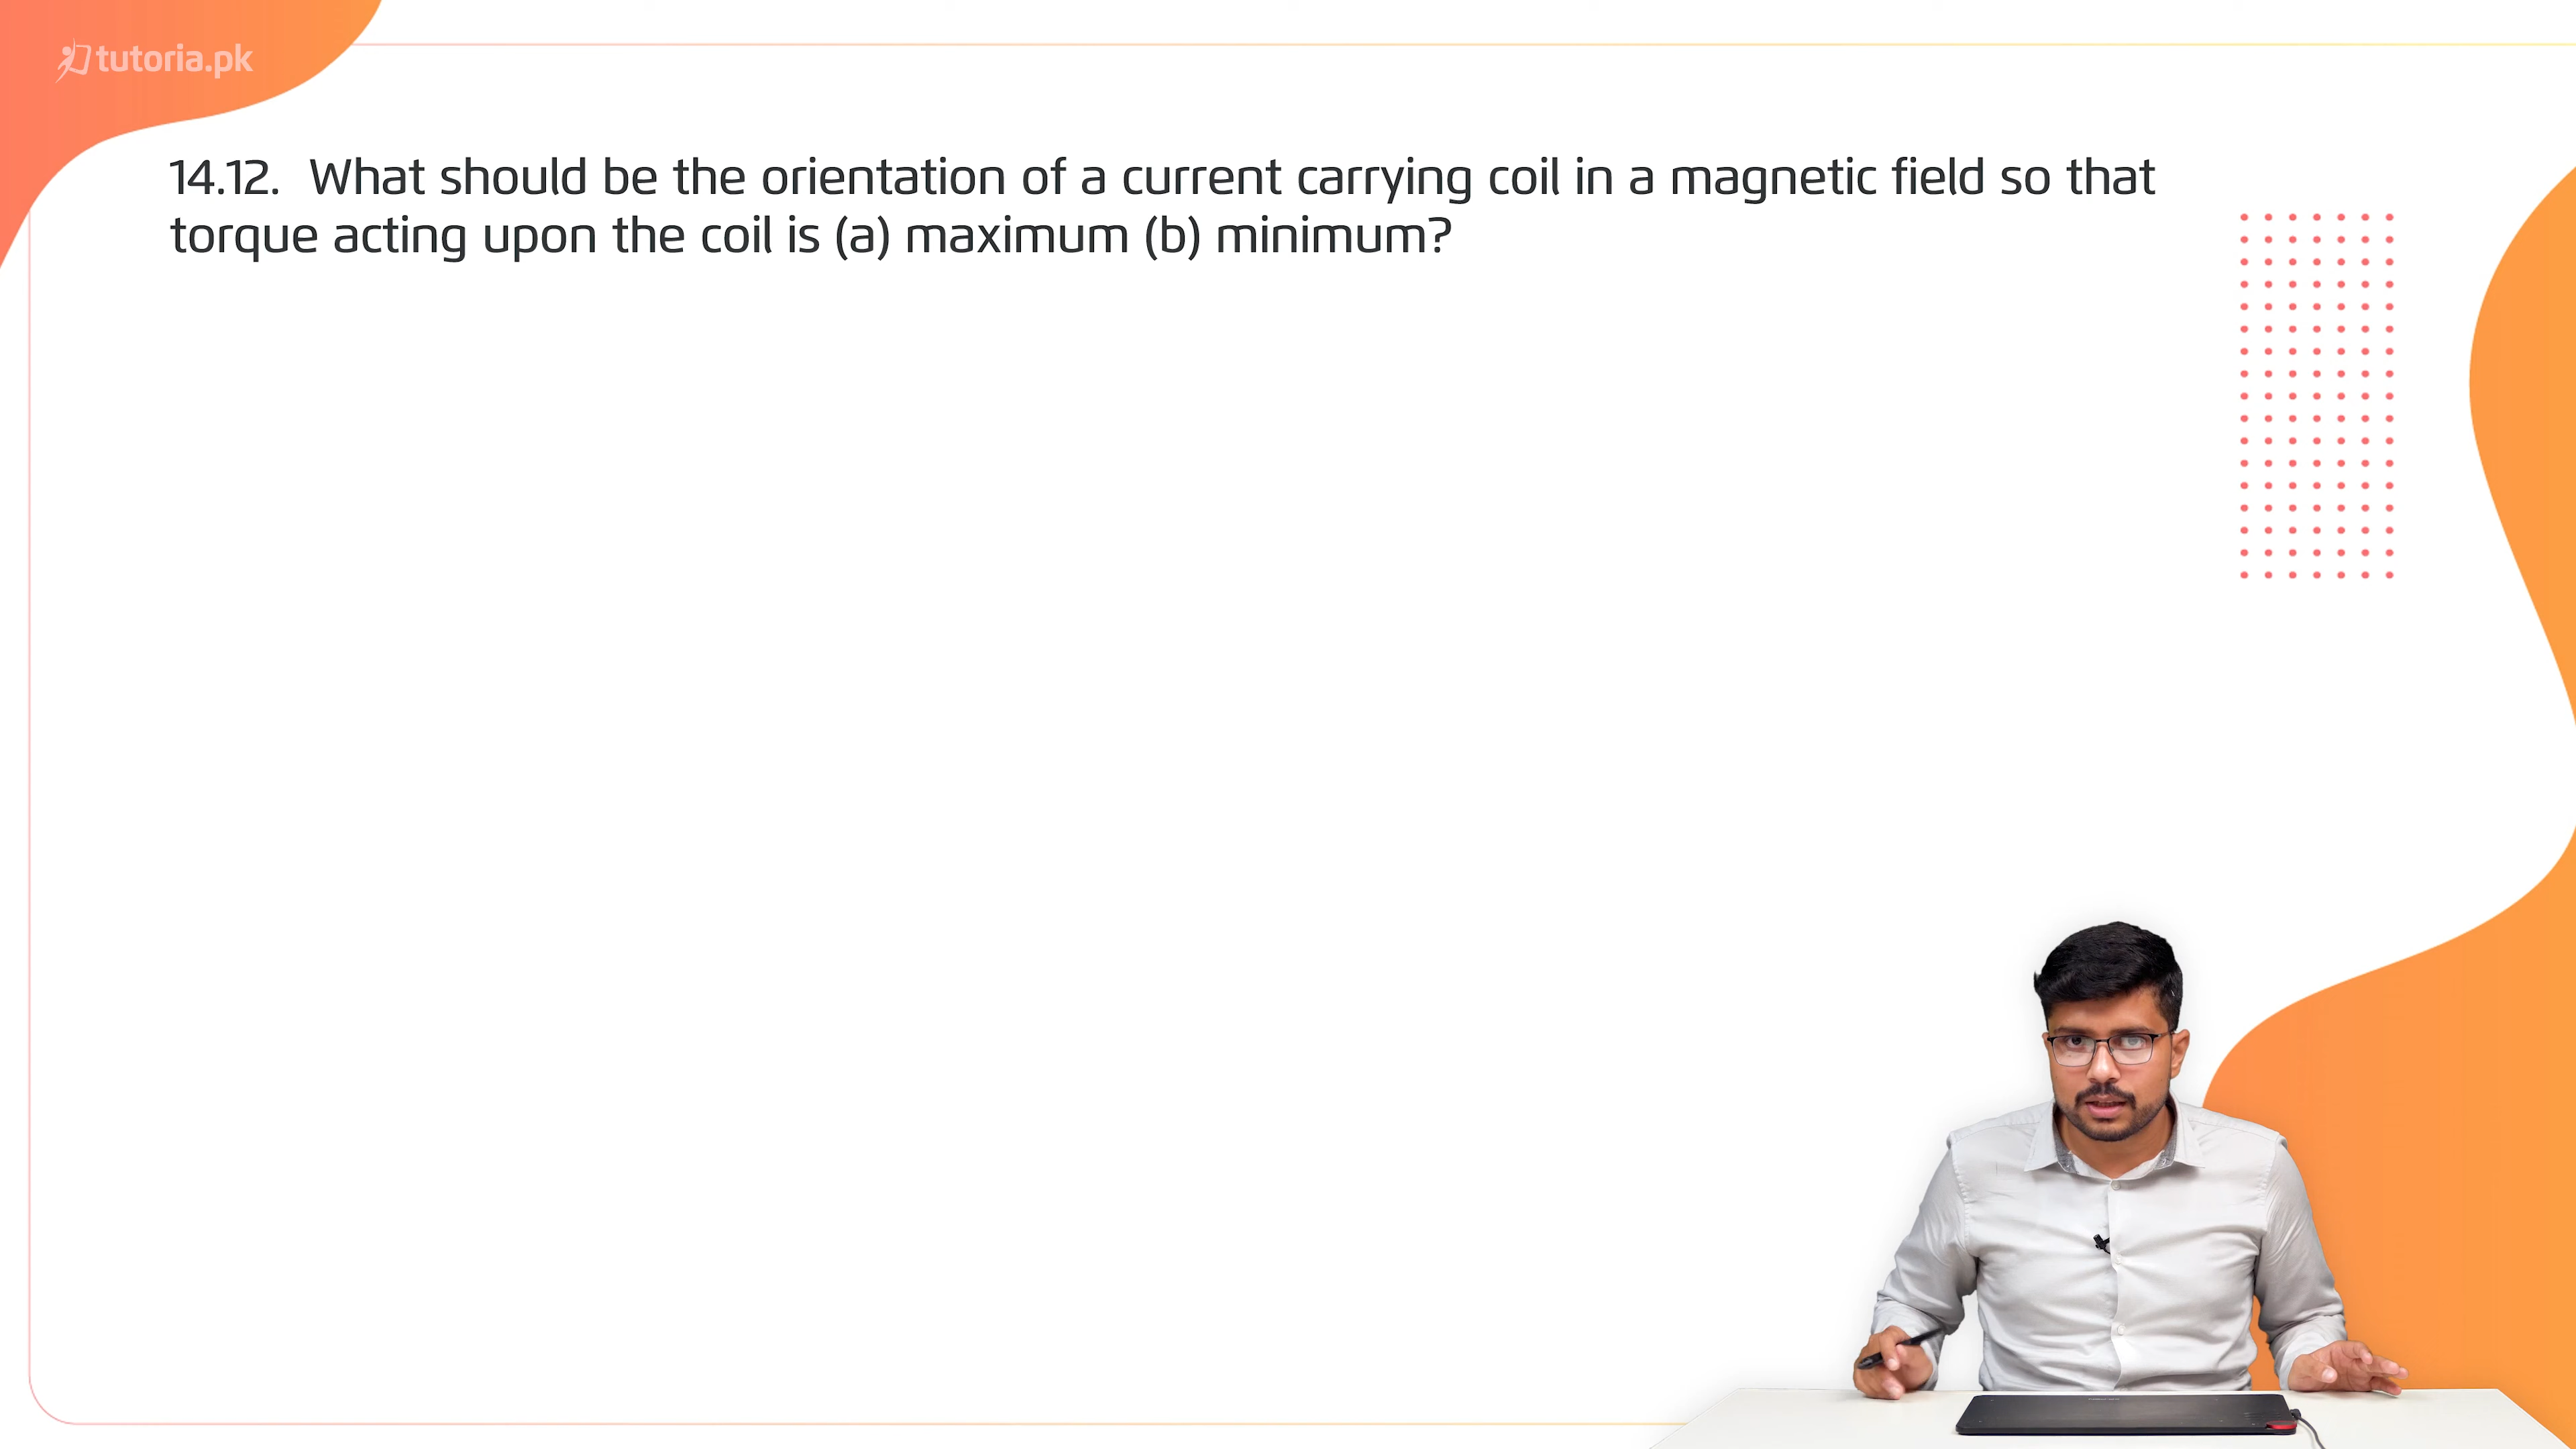 tutoria.pk
14.12. What should be the orientation of a current carrying coil in a magnetic field so that
torque acting upon the coil is (a) maximum (b) minimum?